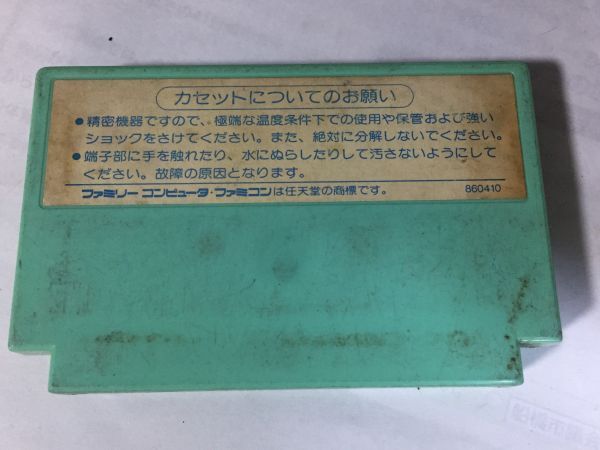 カセットについてのお願い
●精密機器ですので、極端な温度条件下での使用や保管および強い
ショックをさけてください。また、絶対に分解しないでください。
●端子部に手を触れたり、水にぬらしたりして汚さないようにして
ください。故障の原因となります。
ファミリーコンピュータ・ファミコンは任天堂の商標です。 860410